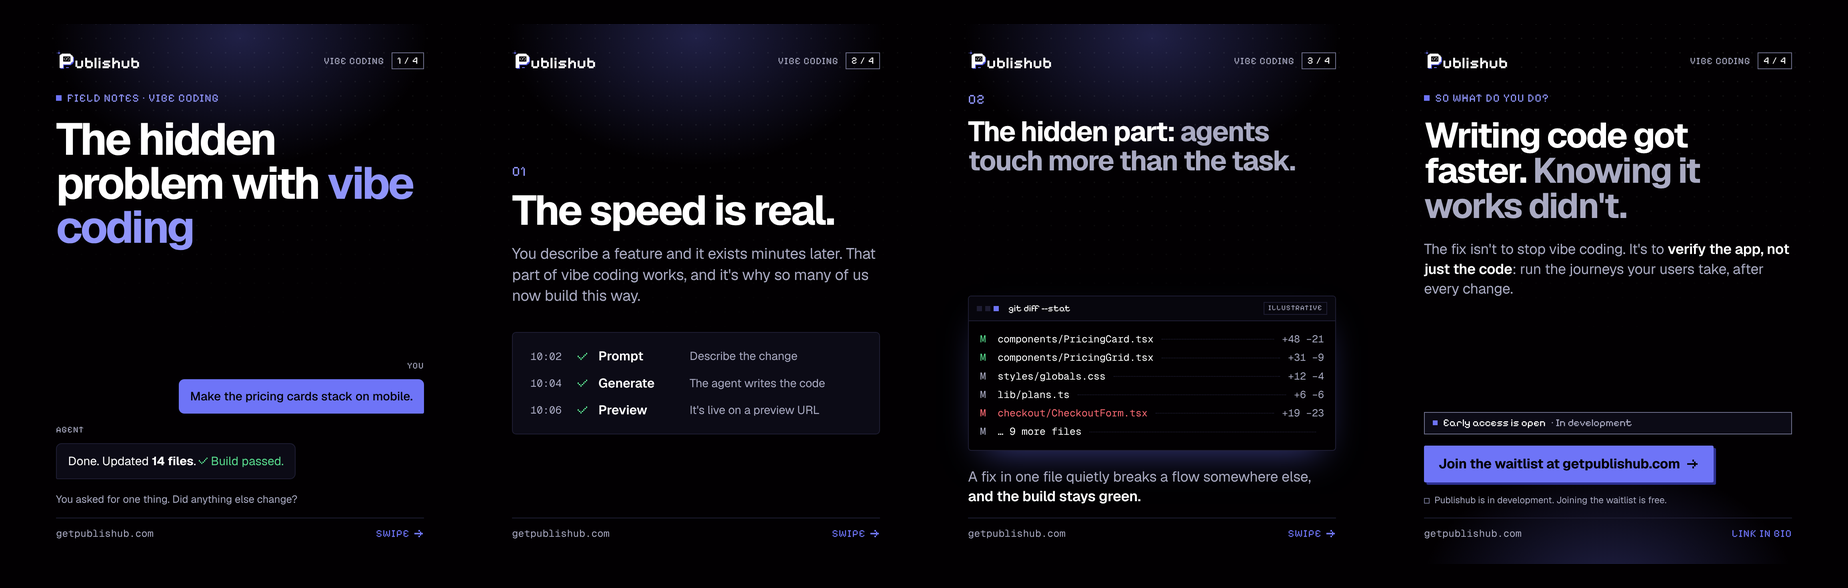 Publishub
VIBE CODING 1 / 4
FIELD NOTES · VIBE CODING
The hidden
problem with vibe
coding
YOU
Make the pricing cards stack on mobile.
AGENT
Done. Updated 14 files. ✓ Build passed.
You asked for one thing. Did anything else change?
getpublishub.com
SWIPE →
Publishub
VIBE CODING 2 / 4
01
The speed is real.
You describe a feature and it exists minutes later. That
part of vibe coding works, and it's why so many of us
now build this way.
10:02 ✓ Prompt Describe the change
10:04 ✓ Generate The agent writes the code
10:06 ✓ Preview It's live on a preview URL
getpublishub.com
SWIPE →
Publishub
VIBE CODING 3 / 4
02
The hidden part: agents
touch more than the task.
git diff --stat ILLUSTRATIVE
M components/PricingCard.tsx +48 −21
M components/PricingGrid.tsx +31 −9
M styles/globals.css +12 −4
M lib/plans.ts +6 −6
M checkout/CheckoutForm.tsx +19 −23
M … 9 more files
A fix in one file quietly breaks a flow somewhere else,
and the build stays green.
getpublishub.com
SWIPE →
Publishub
VIBE CODING 4 / 4
SO WHAT DO YOU DO?
Writing code got
faster. Knowing it
works didn't.
The fix isn't to stop vibe coding. It's to verify the app, not
just the code: run the journeys your users take, after
every change.
Early access is open · In development
Join the waitlist at getpublishub.com →
Publishub is in development. Joining the waitlist is free.
getpublishub.com
LINK IN BIO